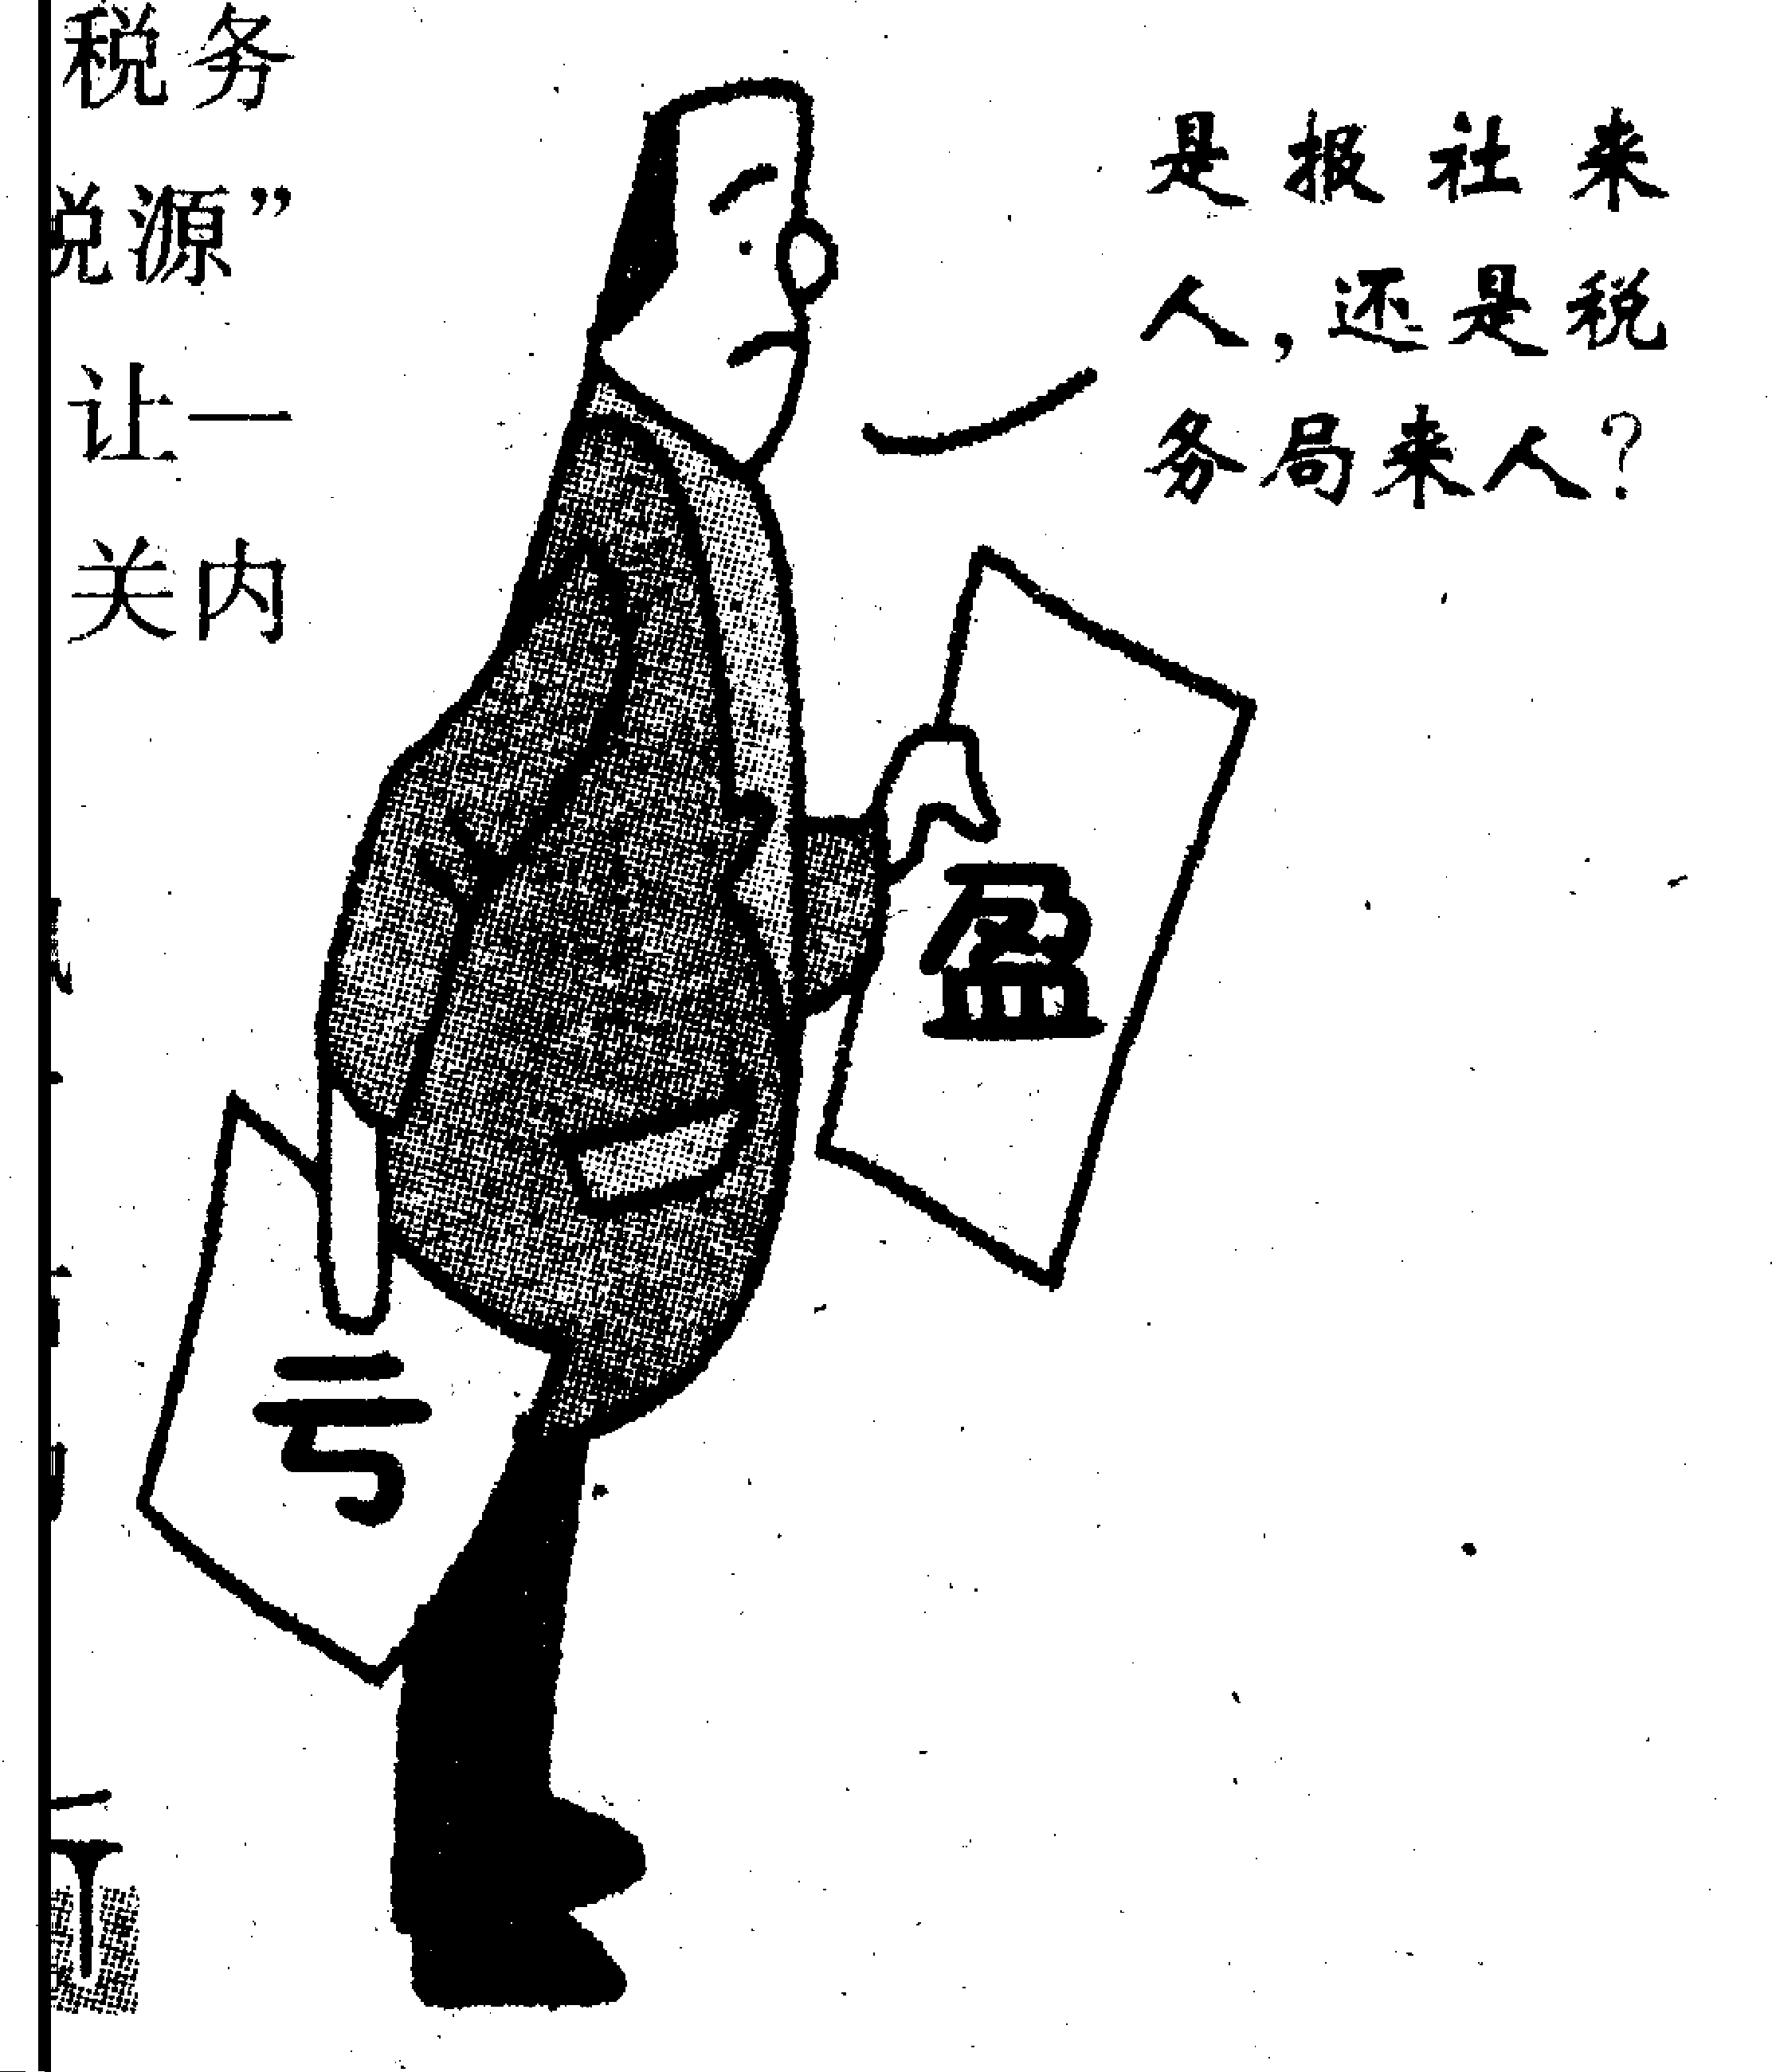 税务
税源”
让一
关内
是报社来
人，还是税
务局来人？
盈
亏